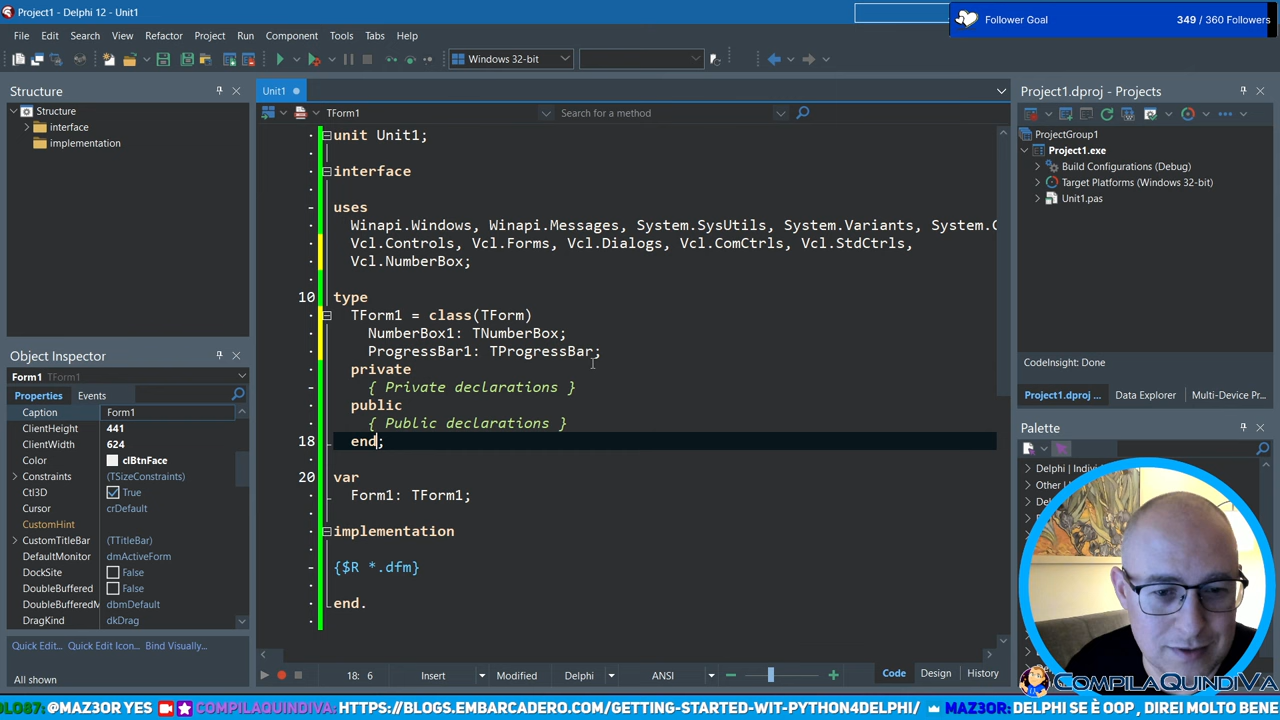 Project1 - Delphi 12 - Unit1
Follower Goal
349 / 360 Followers
File Edit Search View Refactor Project Run Component Tools Tabs Help
Windows 32-bit
Structure
Structure
interface
implementation
Object Inspector
Form1 TForm1
Properties Events
Caption Form1
ClientHeight 441
ClientWidth 624
Color clBtnFace
Constraints (TSizeConstraints)
Ctl3D True
Cursor crDefault
CustomHint
CustomTitleBar (TTitleBar)
DefaultMonitor dmActiveForm
DockSite False
DoubleBuffered False
DoubleBufferedM dbmDefault
DragKind dkDrag
Quick Edit... Quick Edit Icon... Bind Visually...
All shown
Unit1
TForm1
Search for a method
unit Unit1;
interface
uses
Winapi.Windows, Winapi.Messages, System.SysUtils, System.Variants, System.C
Vcl.Controls, Vcl.Forms, Vcl.Dialogs, Vcl.ComCtrls, Vcl.StdCtrls,
Vcl.NumberBox;
10 type
TForm1 = class(TForm)
NumberBox1: TNumberBox;
ProgressBar1: TProgressBar;
private
{ Private declarations }
public
{ Public declarations }
18 end;
20 var
Form1: TForm1;
implementation
{$R *.dfm}
end.
18: 6 Insert Modified Delphi ANSI Code Design History
Project1.dproj - Projects
ProjectGroup1
Project1.exe
Build Configurations (Debug)
Target Platforms (Windows 32-bit)
Unit1.pas
CodeInsight: Done
Project1.dproj ... Data Explorer Multi-Device Pr...
Palette
Delphi | Indivi
Other | Indivi
De
COMPILAQUINDIVA
OLO87: @MAZ3OR YES COMPILAQUINDIVA: HTTPS://BLOGS.EMBARCADERO.COM/GETTING-STARTED-WIT-PYTHON4DELPHI/ MAZ3OR: DELPHI SE È OOP, DIREI MOLTO BENE